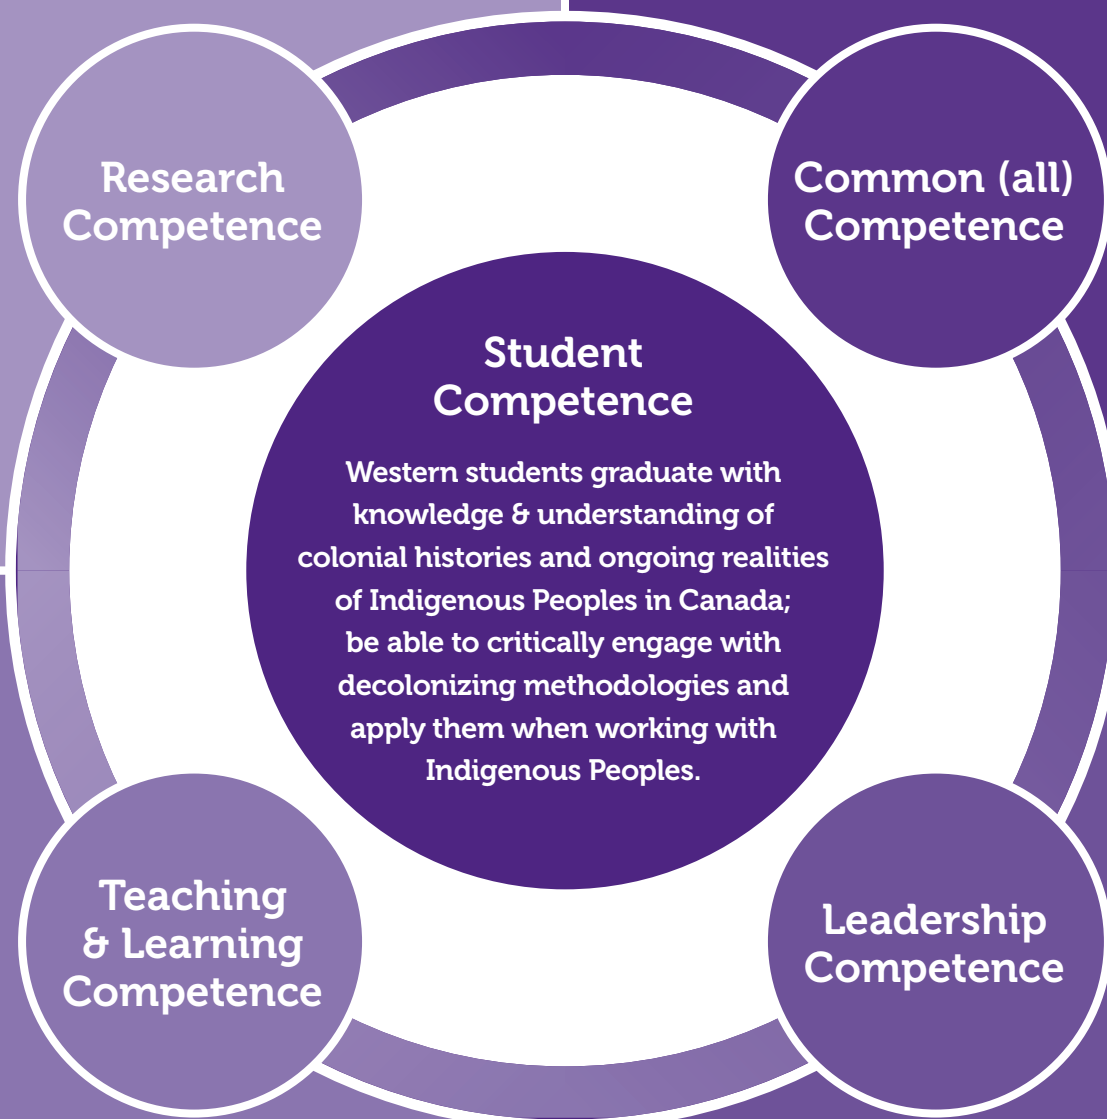 Research
Competence
Common (all)
Competence
Student
Competence
Western students graduate with
knowledge & understanding of
colonial histories and ongoing realities
of Indigenous Peoples in Canada;
be able to critically engage with
decolonizing methodologies and
apply them when working with
Indigenous Peoples.
Teaching
& Learning
Competence
Leadership
Competence